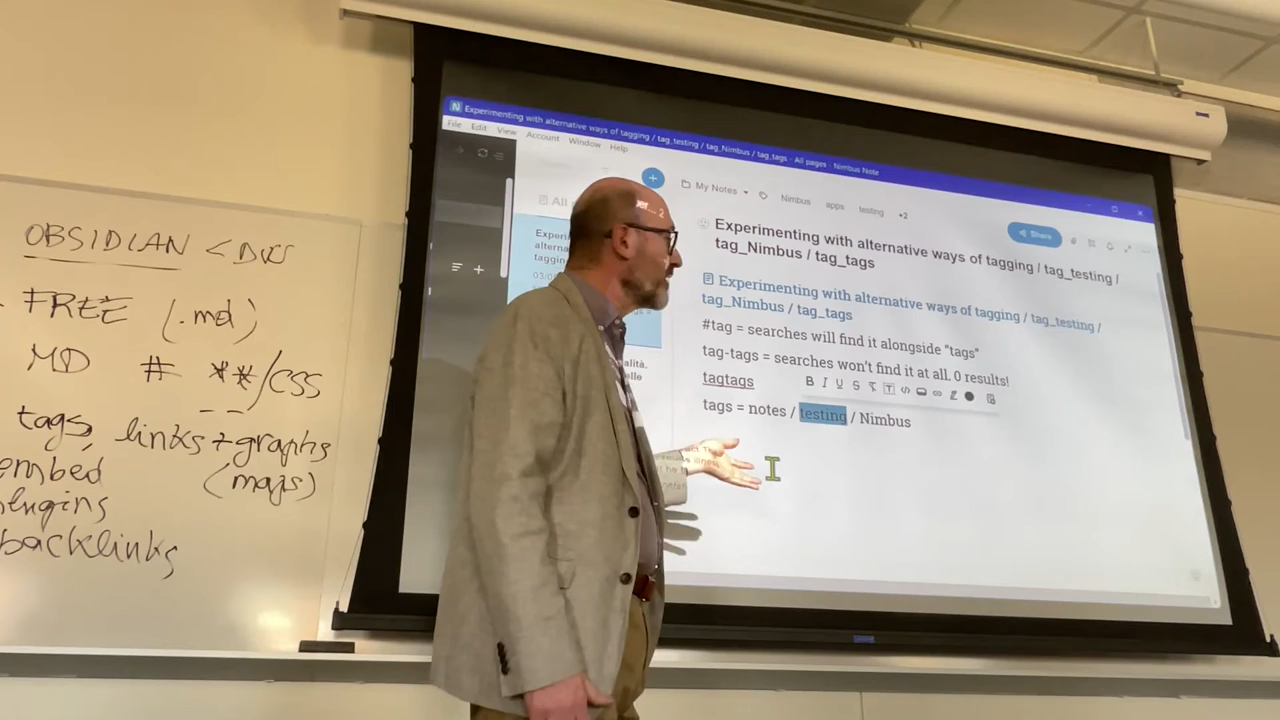 OBSIDIAN <
FREE (.md)
MD # **/CSS
tags, links + graphs
embed (maps)
plugins
backlinks
Experimenting with alternative ways of tagging / tag_testing / tag_Nimbus / tag_tags - All pages - Nimbus Note
File Edit View Account Window Help
All
My Notes
Nimbus apps testing +2
Share
03/0
Experimenting with alternative ways of tagging / tag_testing /
tag_Nimbus / tag_tags
Experimenting with alternative ways of tagging / tag_testing /
tag_Nimbus / tag_tags
#tag = searches will find it alongside "tags"
tag-tags = searches won't find it at all. 0 results!
tagtags
B I U S T
tags = notes / testing / Nimbus